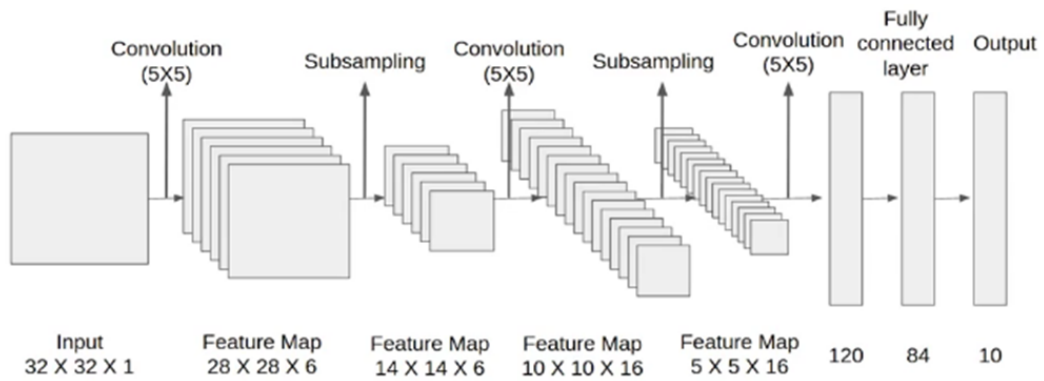 Convolution
(5X5)
Subsampling
Convolution
(5X5)
Subsampling
Convolution
(5X5)
Fully
connected
layer
Output
Input
32 X 32 X 1
Feature Map
28 X 28 X 6
Feature Map
14 X 14 X 6
Feature Map
10 X 10 X 16
Feature Map
5 X 5 X 16
120
84
10